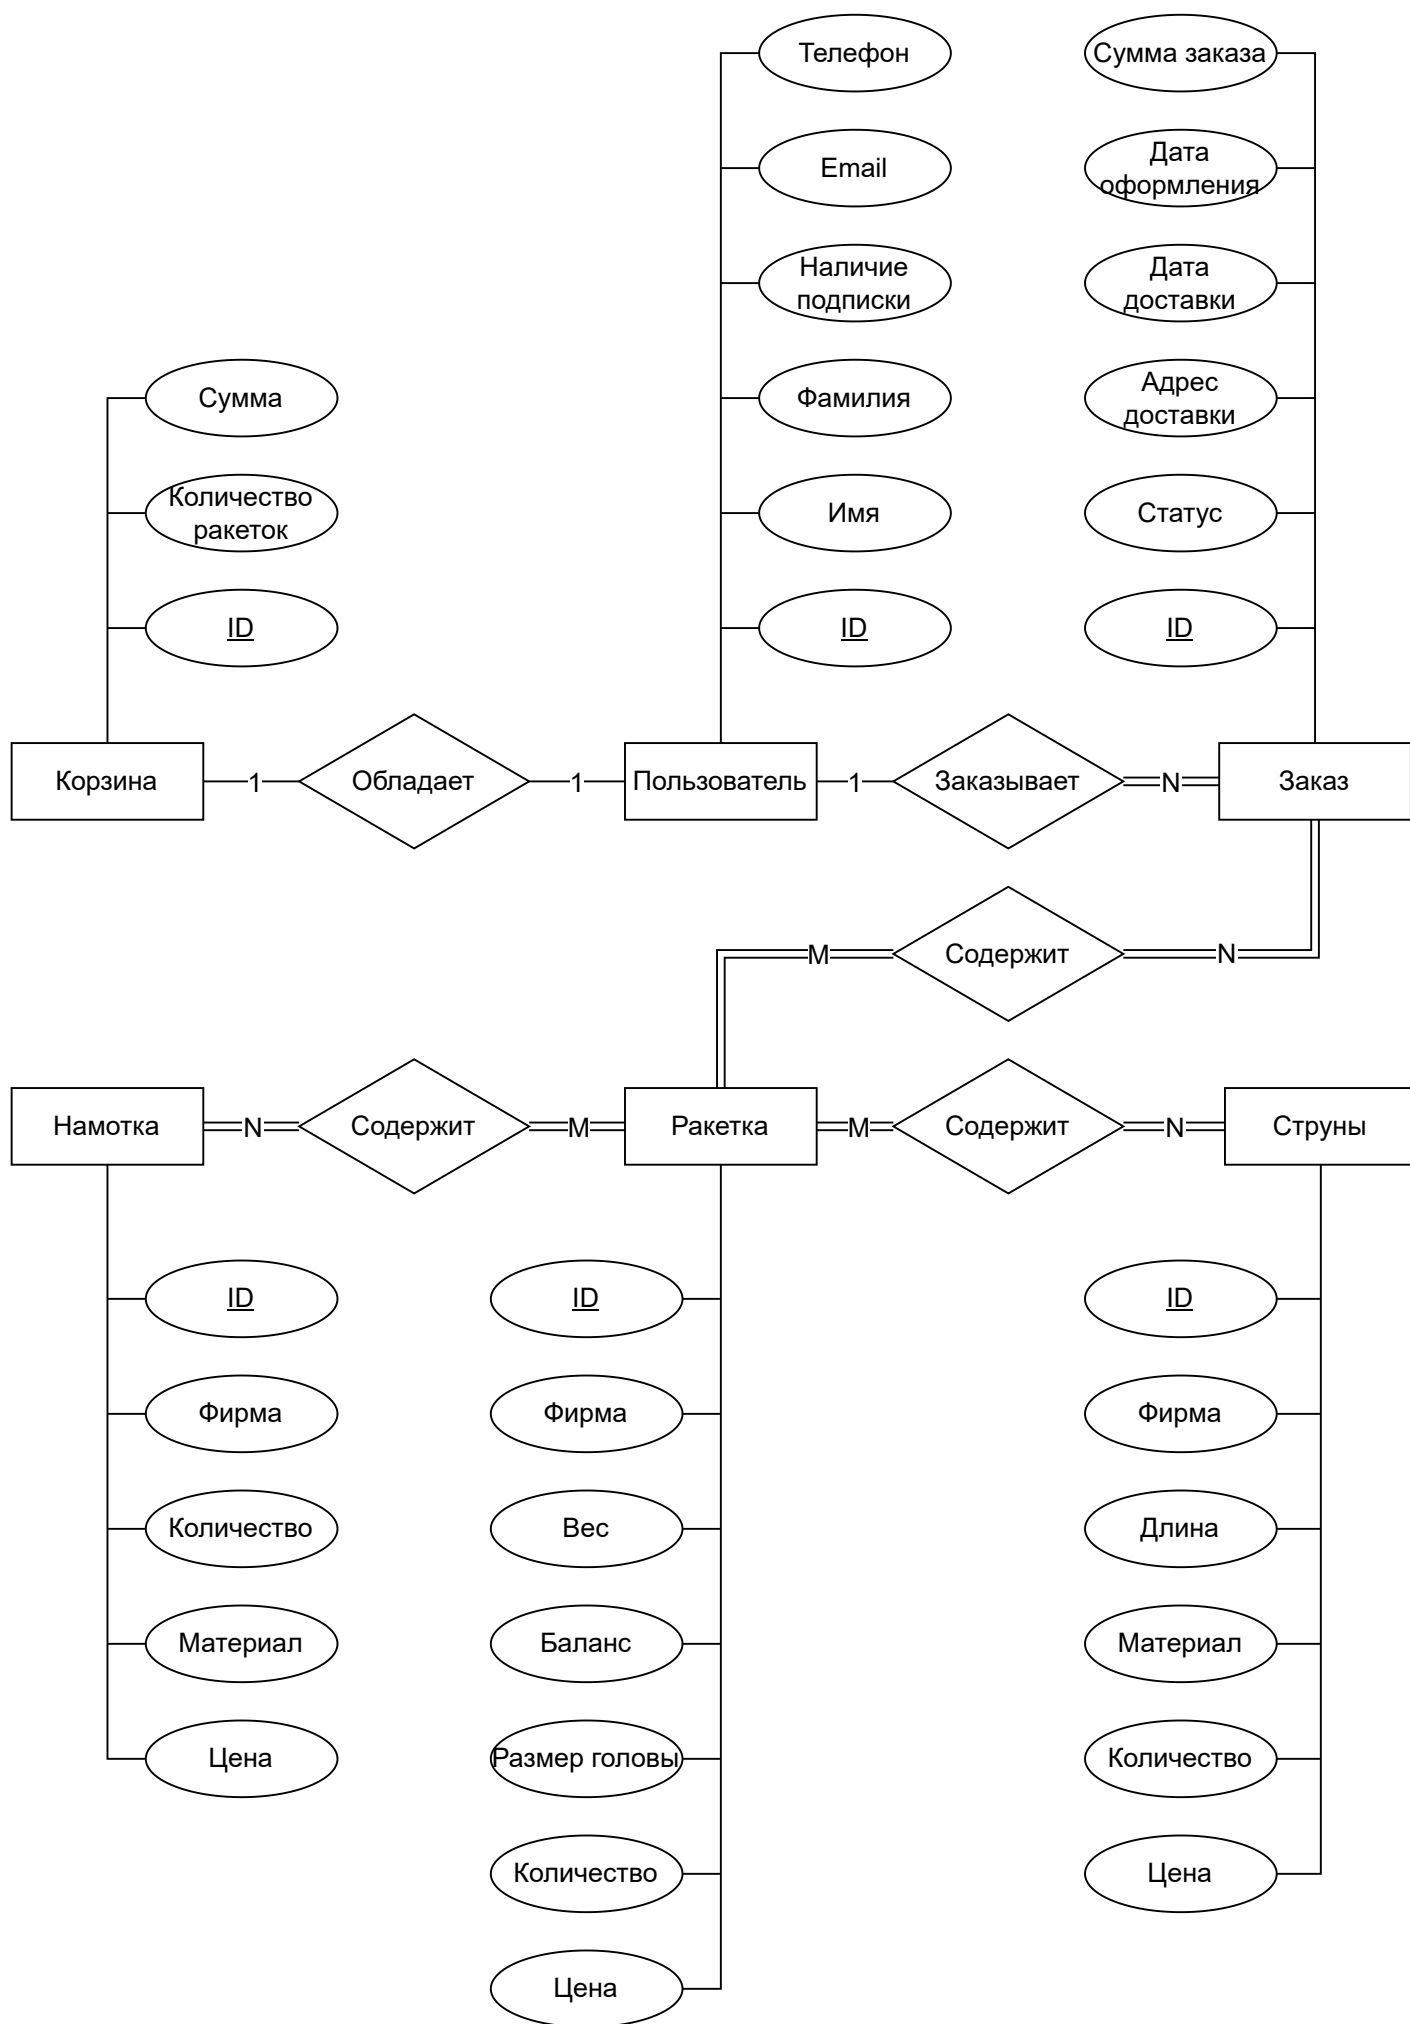 Телефон
Сумма заказа
Email
Дата
оформления
Наличие
подписки
Дата
доставки
Сумма
Фамилия
Адрес
доставки
Количество
ракеток
Имя
Статус
ID
ID
ID
Корзина
1
Обладает
1
Пользователь
1
Заказывает
N
Заказ
M
Содержит
N
Намотка
N
Содержит
M
Ракетка
M
Содержит
N
Струны
ID
ID
ID
Фирма
Фирма
Фирма
Количество
Вес
Длина
Материал
Баланс
Материал
Цена
Размер головы
Количество
Количество
Цена
Цена